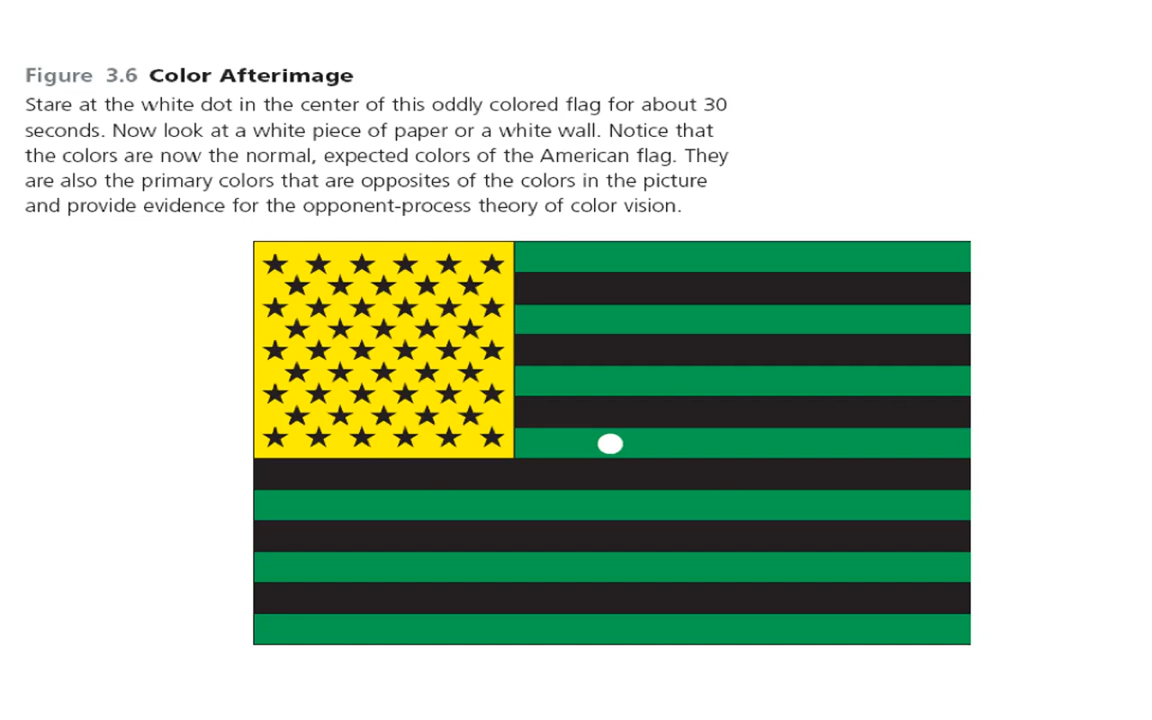 Figure 3.6 Color Afterimage
Stare at the white dot in the center of this oddly colored flag for about 30
seconds. Now look at a white piece of paper or a white wall. Notice that
the colors are now the normal, expected colors of the American flag. They
are also the primary colors that are opposites of the colors in the picture
and provide evidence for the opponent-process theory of color vision.